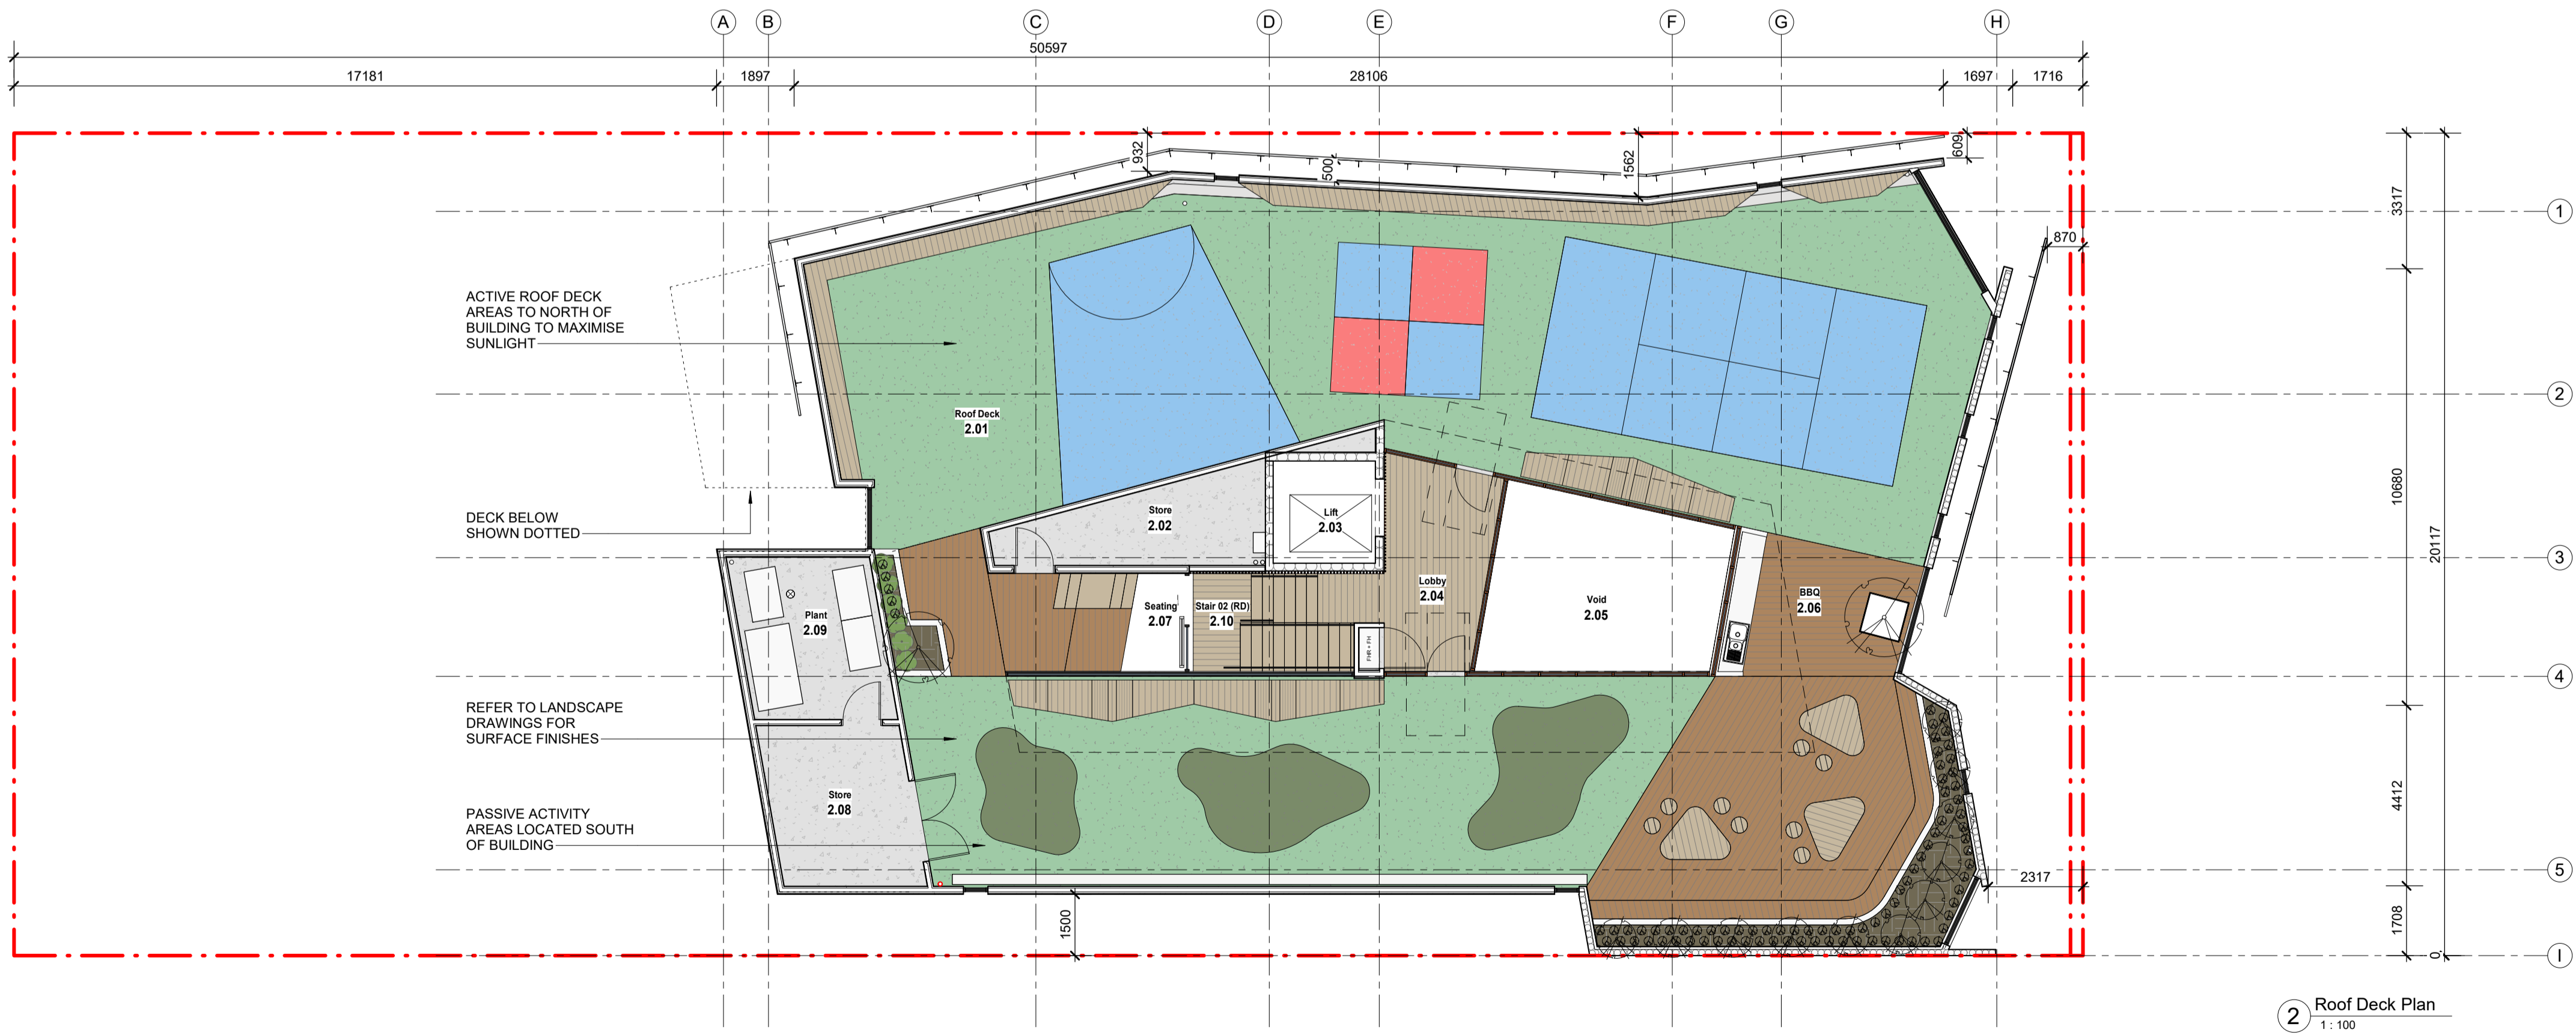 A B C D E F G H
50597
17181 1897 28106 1697 1716
932
500
1562
609
870
3317
10680
20117
4412
1708
0
2317
1500
1
2
3
4
5
I
ACTIVE ROOF DECK
AREAS TO NORTH OF
BUILDING TO MAXIMISE
SUNLIGHT
DECK BELOW
SHOWN DOTTED
REFER TO LANDSCAPE
DRAWINGS FOR
SURFACE FINISHES
PASSIVE ACTIVITY
AREAS LOCATED SOUTH
OF BUILDING
Roof Deck
2.01
Store
2.02
Lift
2.03
Lobby
2.04
Void
2.05
BBQ
2.06
Seating
2.07
Stair 02 (RD)
2.10
FHR + FH
Plant
2.09
Store
2.08
2 Roof Deck Plan
1 : 100